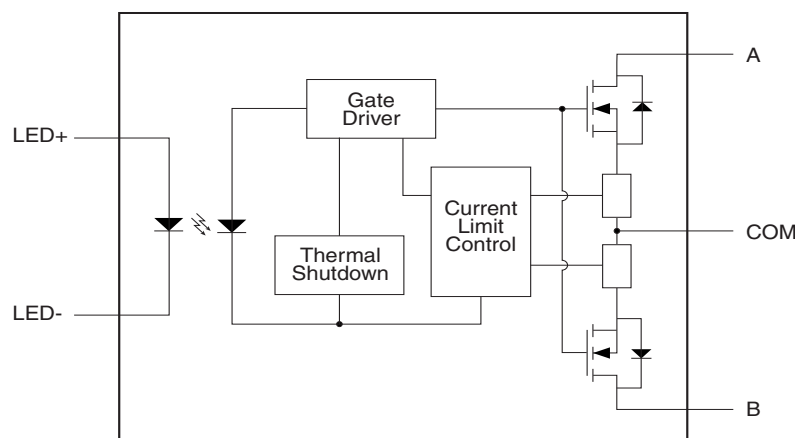 A
Gate
Driver
LED+
Current
Limit
Control
COM
Thermal
Shutdown
LED-
B